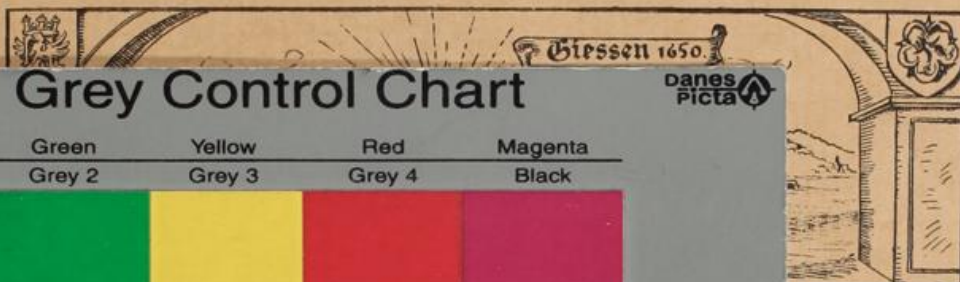 Giessen 1650.
Grey Control Chart
Danes
Picta
Green Yellow Red Magenta
Grey 2 Grey 3 Grey 4 Black